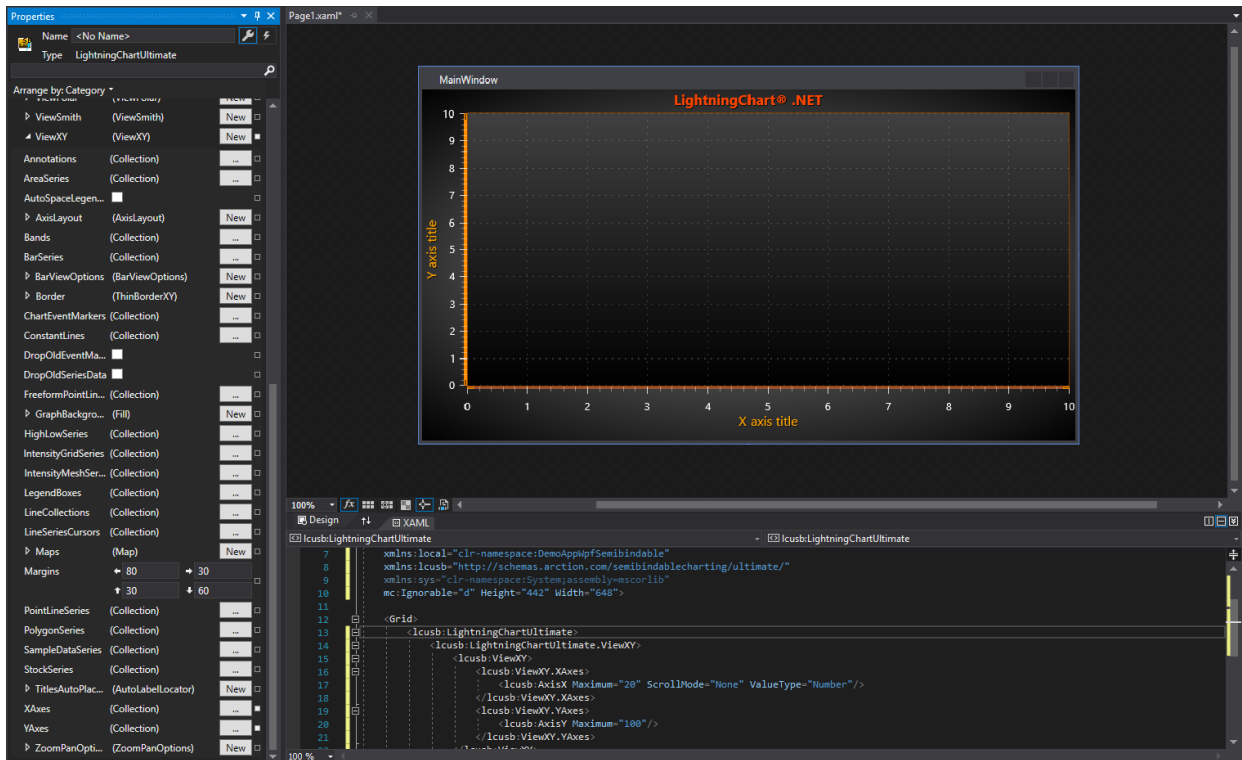 Properties
Name <No Name>
Type LightningChartUltimate
Arrange by: Category
ViewPolar (ViewPolar) New
ViewSmith (ViewSmith) New
ViewXY (ViewXY) New
Annotations (Collection) ...
AreaSeries (Collection) ...
AutoSpaceLegen...
AxisLayout (AxisLayout) New
Bands (Collection) ...
BarSeries (Collection) ...
BarViewOptions (BarViewOptions) New
Border (ThinBorderXY) New
ChartEventMarkers (Collection) ...
ConstantLines (Collection) ...
DropOldEventMa...
DropOldSeriesData
FreeformPointLin... (Collection) ...
GraphBackgro... (Fill) New
HighLowSeries (Collection) ...
IntensityGridSeries (Collection) ...
IntensityMeshSer... (Collection) ...
LegendBoxes (Collection) ...
LineCollections (Collection) ...
LineSeriesCursors (Collection) ...
Maps (Map) New
Margins 80 30
30 60
PointLineSeries (Collection) ...
PolygonSeries (Collection) ...
SampleDataSeries (Collection) ...
StockSeries (Collection) ...
TitlesAutoPlac... (AutoLabelLocator) New
XAxes (Collection) ...
YAxes (Collection) ...
ZoomPanOpti... (ZoomPanOptions) New
Page1.xaml*
MainWindow
LightningChart® .NET
10
9
8
7
6
5
4
3
2
1
0
Y axis title
0 1 2 3 4 5 6 7 8 9 10
X axis title
100% fx
Design XAML
lcusb:LightningChartUltimate lcusb:LightningChartUltimate
7 xmlns:local="clr-namespace:DemoAppWpfSemibindable"
8 xmlns:lcusb="http://schemas.arction.com/semibindablecharting/ultimate/"
9 xmlns:sys="clr-namespace:System;assembly=mscorlib"
10 mc:Ignorable="d" Height="442" Width="648">
11
12 <Grid>
13 <lcusb:LightningChartUltimate>
14 <lcusb:LightningChartUltimate.ViewXY>
15 <lcusb:ViewXY>
16 <lcusb:ViewXY.XAxes>
17 <lcusb:AxisX Maximum="20" ScrollMode="None" ValueType="Number"/>
18 </lcusb:ViewXY.XAxes>
19 <lcusb:ViewXY.YAxes>
20 <lcusb:AxisY Maximum="100"/>
21 </lcusb:ViewXY.YAxes>
22 </lcusb:ViewXY>
100 %